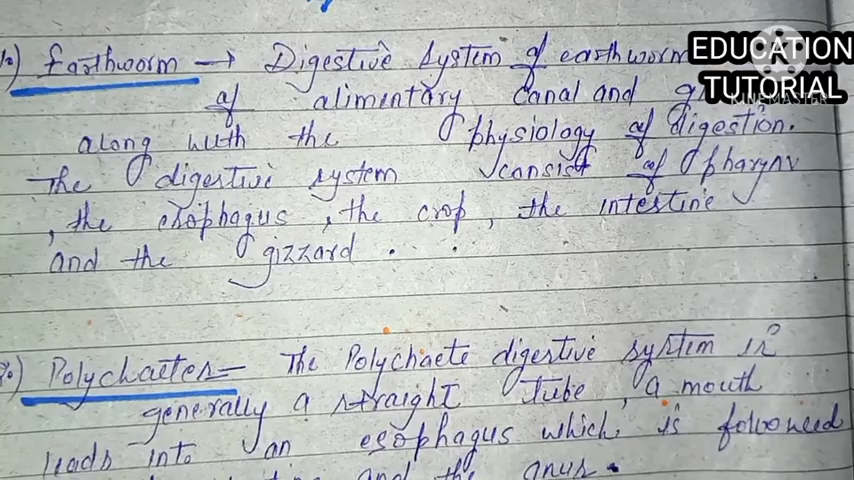 Earthworm → Digestive system of earthworm
of alimentary canal and
along with the physiology of digestion.
The digestive system consist of pharynx
, the esophagus, the crop, the intestine
and the gizzard.
Polychaetes = The Polychaete digestive system is
generally a straight tube, a mouth
leads into an esophagus which is followed
and the anus.
EDUCATION
TUTORIAL
KINEMASTER